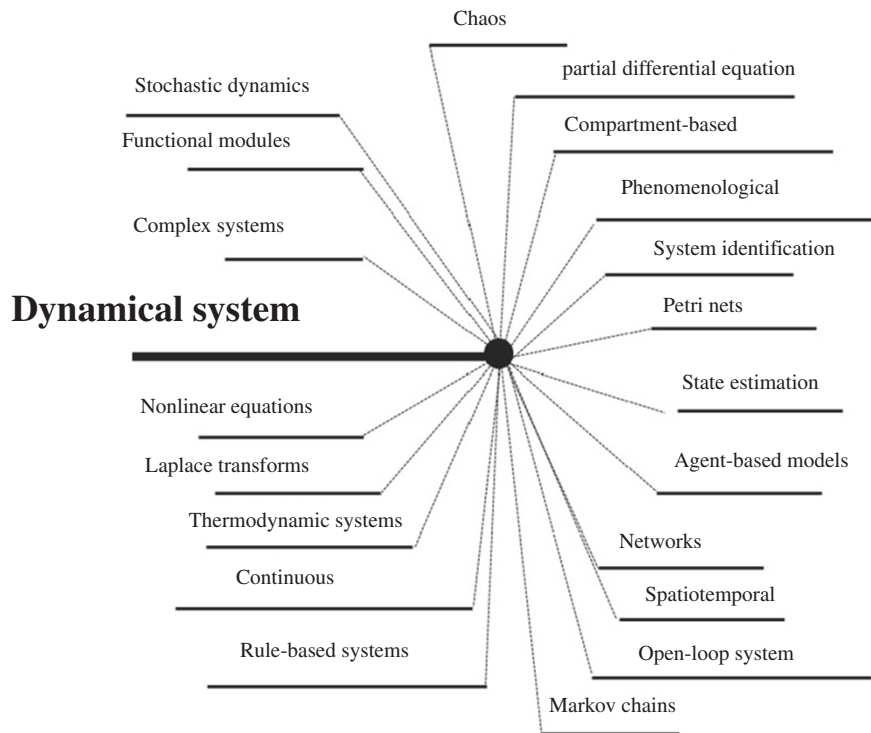 Chaos
partial differential equation
Stochastic dynamics
Compartment-based
Functional modules
Phenomenological
Complex systems
System identification
Dynamical system
Petri nets
State estimation
Nonlinear equations
Agent-based models
Laplace transforms
Thermodynamic systems
Networks
Continuous
Spatiotemporal
Rule-based systems
Open-loop system
Markov chains